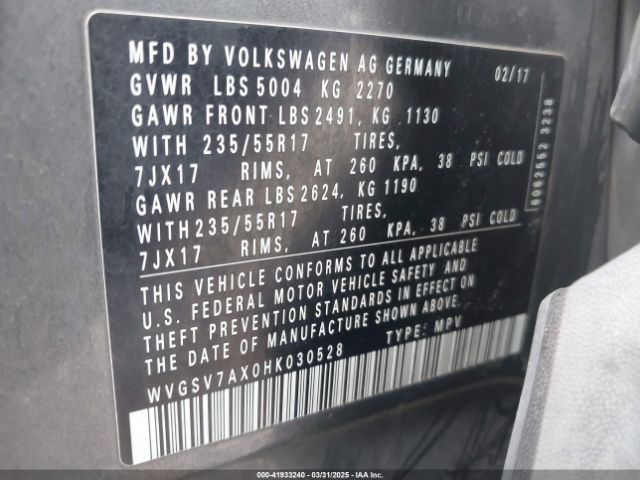 MFD BY VOLKSWAGEN AG GERMANY 02/17
GVWR LBS 5004 KG 2270
GAWR FRONT LBS 2491, KG 1130
WITH 235/55R17 TIRES,
7JX17 RIMS, AT 260 KPA, 38 PSI COLD
GAWR REAR LBS 2624, KG 1190
WITH 235/55R17 TIRES,
7JX17 RIMS, AT 260 KPA, 38 PSI COLD
THIS VEHICLE CONFORMS TO ALL APPLICABLE
U.S. FEDERAL MOTOR VEHICLE SAFETY AND
THEFT PREVENTION STANDARDS IN EFFECT ON
THE DATE OF MANUFACTURE SHOWN ABOVE.
WVGSV7AX0HK030528 TYPE: MPV
6062552 3238
000-41933240 - 03/31/2025 - IAAI.COM